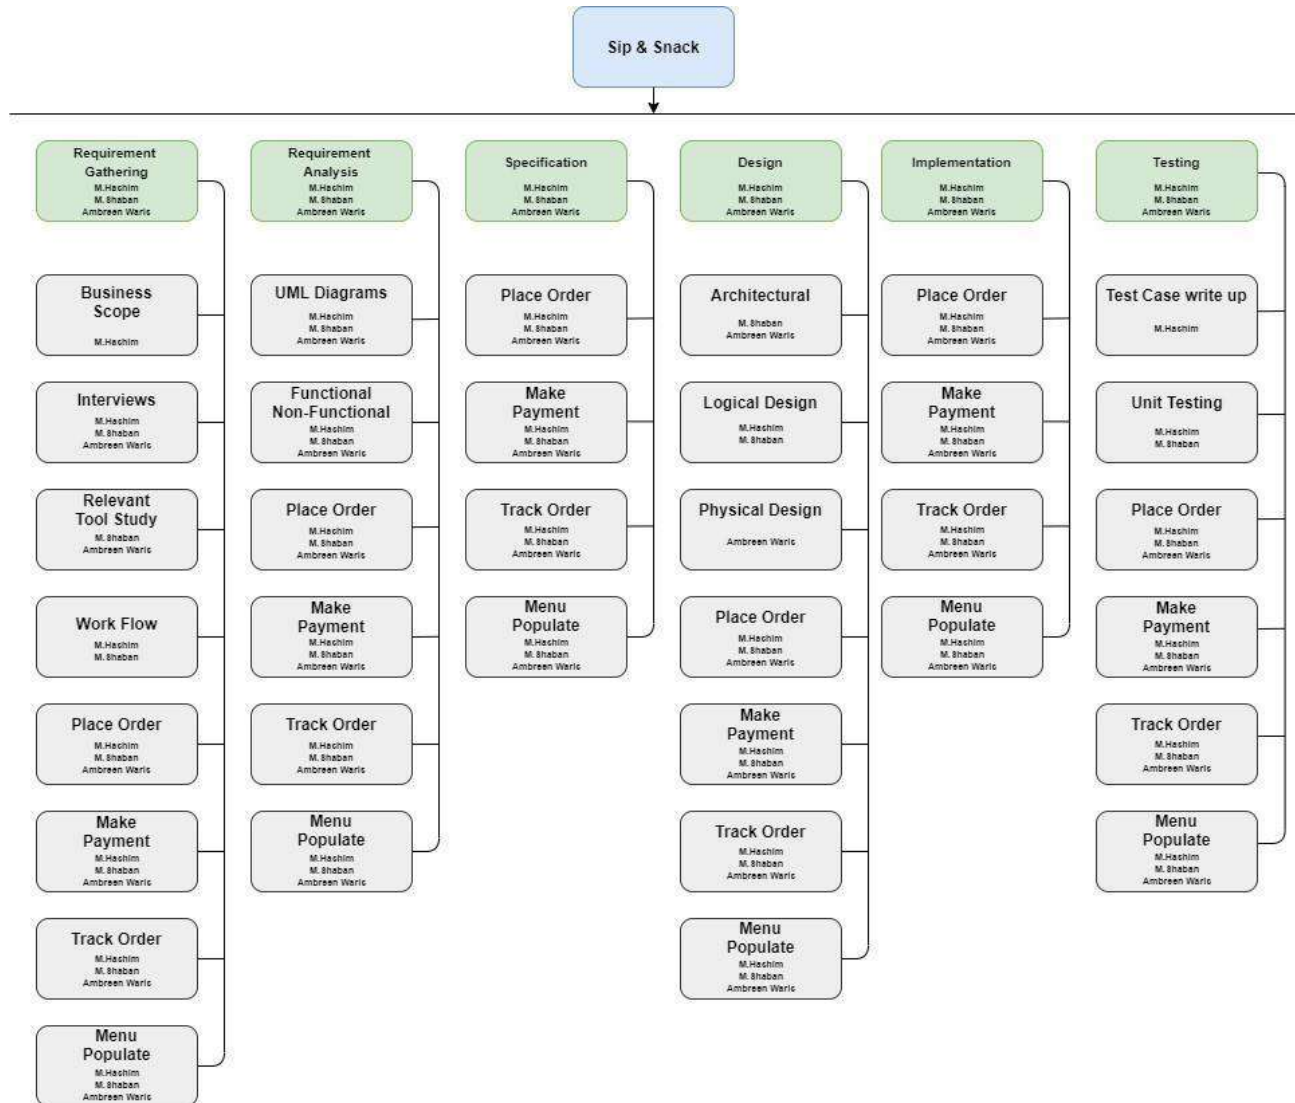 Sip & Snack
Requirement
Gathering
M.Hashim
M. Shaban
Ambreen Waris
Business
Scope
M.Hashim
Interviews
M.Hashim
M. Shaban
Ambreen Waris
Relevant
Tool Study
M. Shaban
Ambreen Waris
Work Flow
M.Hashim
M. Shaban
Place Order
M.Hashim
M. Shaban
Ambreen Waris
Make
Payment
M.Hashim
M. Shaban
Ambreen Waris
Track Order
M.Hashim
M. Shaban
Ambreen Waris
Menu
Populate
M.Hashim
M. Shaban
Ambreen Waris
Requirement
Analysis
M.Hashim
M. Shaban
Ambreen Waris
UML Diagrams
M.Hashim
M. Shaban
Ambreen Waris
Functional
Non-Functional
M.Hashim
M. Shaban
Ambreen Waris
Place Order
M.Hashim
M. Shaban
Ambreen Waris
Make
Payment
M.Hashim
M. Shaban
Ambreen Waris
Track Order
M.Hashim
M. Shaban
Ambreen Waris
Menu
Populate
M.Hashim
M. Shaban
Ambreen Waris
Specification
M.Hashim
M. Shaban
Ambreen Waris
Place Order
M.Hashim
M. Shaban
Ambreen Waris
Make
Payment
M.Hashim
M. Shaban
Ambreen Waris
Track Order
M.Hashim
M. Shaban
Ambreen Waris
Menu
Populate
M.Hashim
M. Shaban
Ambreen Waris
Design
M.Hashim
M. Shaban
Ambreen Waris
Architectural
M. Shaban
Ambreen Waris
Logical Design
M.Hashim
M. Shaban
Physical Design
Ambreen Waris
Place Order
M.Hashim
M. Shaban
Ambreen Waris
Make
Payment
M.Hashim
M. Shaban
Ambreen Waris
Track Order
M.Hashim
M. Shaban
Ambreen Waris
Menu
Populate
M.Hashim
M. Shaban
Ambreen Waris
Implementation
M.Hashim
M. Shaban
Ambreen Waris
Place Order
M.Hashim
M. Shaban
Ambreen Waris
Make
Payment
M.Hashim
M. Shaban
Ambreen Waris
Track Order
M.Hashim
M. Shaban
Ambreen Waris
Menu
Populate
M.Hashim
M. Shaban
Ambreen Waris
Testing
M.Hashim
M. Shaban
Ambreen Waris
Test Case write up
M.Hashim
Unit Testing
M.Hashim
M. Shaban
Place Order
M.Hashim
M. Shaban
Ambreen Waris
Make
Payment
M.Hashim
M. Shaban
Ambreen Waris
Track Order
M.Hashim
M. Shaban
Ambreen Waris
Menu
Populate
M.Hashim
M. Shaban
Ambreen Waris